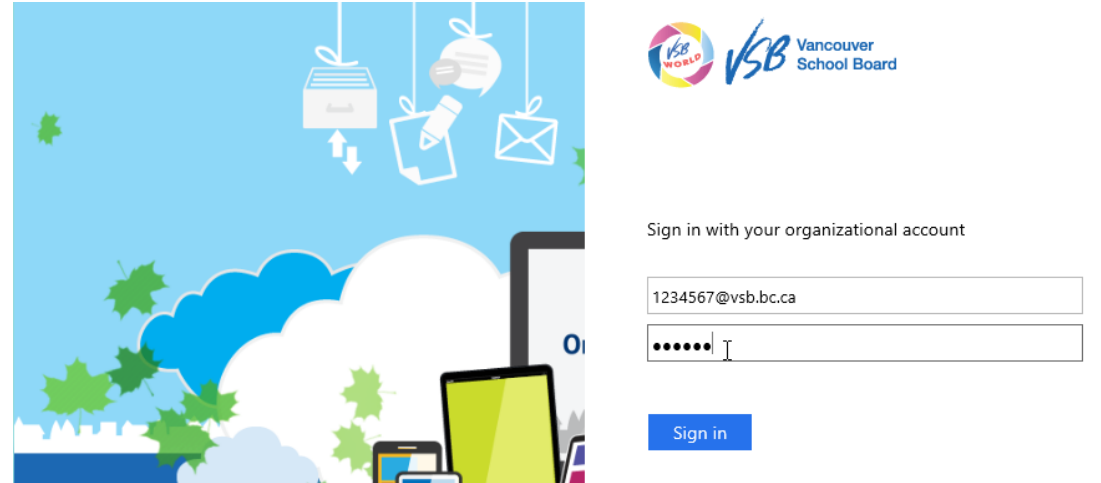 VSB
WORLD
VSB
Vancouver
School Board
Sign in with your organizational account
1234567@vsb.bc.ca
••••••
Sign in